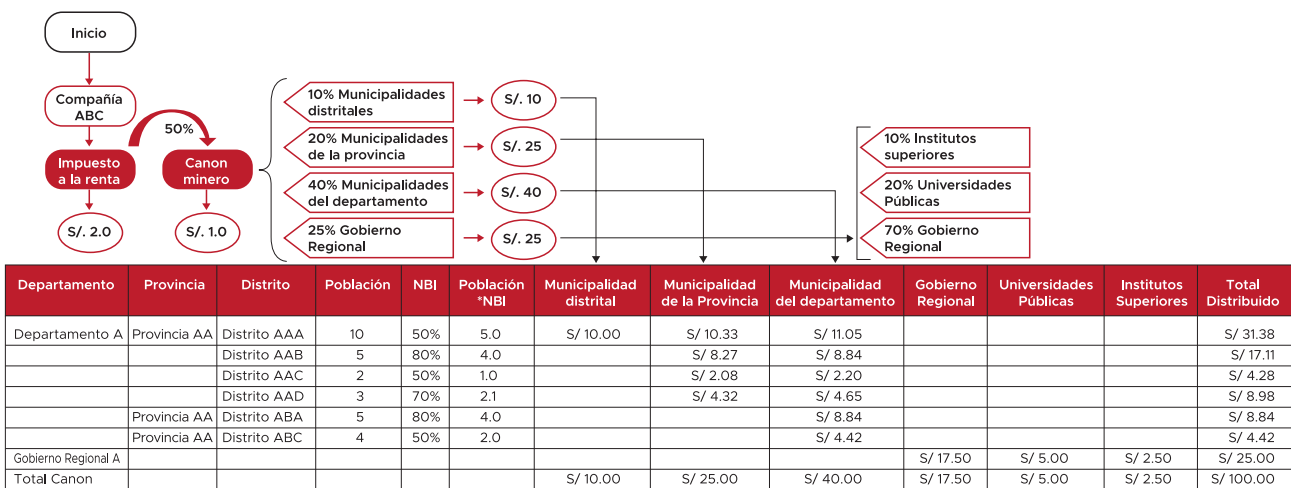 Inicio
Compañía
ABC
50%
Impuesto
a la renta
Canon
minero
S/. 2.0
S/. 1.0
10% Municipalidades
distritales
S/. 10
20% Municipalidades
de la provincia
S/. 25
40% Municipalidades
del departamento
S/. 40
25% Gobierno
Regional
S/. 25
10% Institutos
superiores
20% Universidades
Públicas
70% Gobierno
Regional
Departamento Provincia Distrito Población NBI Población *NBI Municipalidad distrital Municipalidad de la Provincia Municipalidad del departamento Gobierno Regional Universidades Públicas Institutos Superiores Total Distribuido
Departamento A Provincia AA Distrito AAA 10 50% 5.0 S/ 10.00 S/ 10.33 S/ 11.05 S/ 31.38
Distrito AAB 5 80% 4.0 S/ 8.27 S/ 8.84 S/ 17.11
Distrito AAC 2 50% 1.0 S/ 2.08 S/ 2.20 S/ 4.28
Distrito AAD 3 70% 2.1 S/ 4.32 S/ 4.65 S/ 8.98
Provincia AA Distrito ABA 5 80% 4.0 S/ 8.84 S/ 8.84
Provincia AA Distrito ABC 4 50% 2.0 S/ 4.42 S/ 4.42
Gobierno Regional A S/ 17.50 S/ 5.00 S/ 2.50 S/ 25.00
Total Canon S/ 10.00 S/ 25.00 S/ 40.00 S/ 17.50 S/ 5.00 S/ 2.50 S/ 100.00